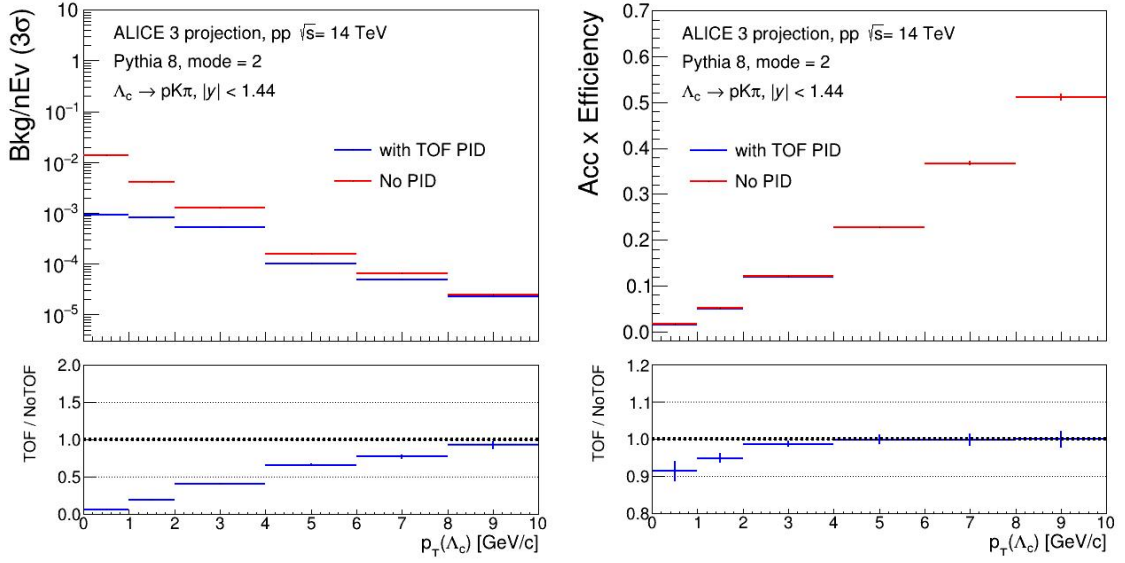 Bkg/nEv (3σ)
10
1
10⁻¹
10⁻²
10⁻³
10⁻⁴
10⁻⁵
ALICE 3 projection, pp √s= 14 TeV
Pythia 8, mode = 2
Λc → pKπ, |y| < 1.44
with TOF PID
No PID
TOF / NoTOF
2.0
1.5
1.0
0.5
0.0
0 1 2 3 4 5 6 7 8 9 10
pT(Λc) [GeV/c]
Acc x Efficiency
0.7
0.6
0.5
0.4
0.3
0.2
0.1
0.0
ALICE 3 projection, pp √s= 14 TeV
Pythia 8, mode = 2
Λc → pKπ, |y| < 1.44
with TOF PID
No PID
TOF / NoTOF
1.2
1.1
1.0
0.9
0.8
0 1 2 3 4 5 6 7 8 9 10
pT(Λc) [GeV/c]